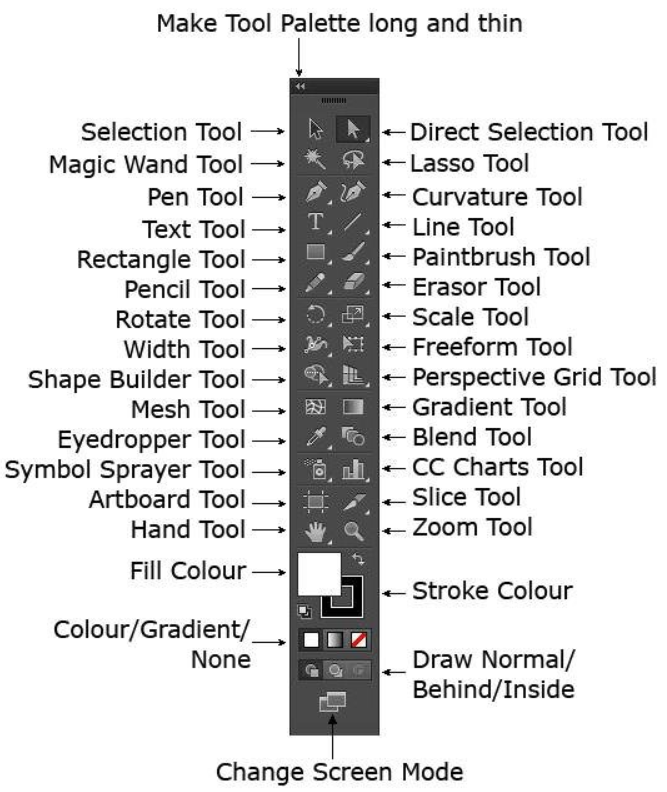 Make Tool Palette long and thin
Selection Tool
Direct Selection Tool
Magic Wand Tool
Lasso Tool
Pen Tool
Curvature Tool
Text Tool
Line Tool
Rectangle Tool
Paintbrush Tool
Pencil Tool
Erasor Tool
Rotate Tool
Scale Tool
Width Tool
Freeform Tool
Shape Builder Tool
Perspective Grid Tool
Mesh Tool
Gradient Tool
Eyedropper Tool
Blend Tool
Symbol Sprayer Tool
CC Charts Tool
Artboard Tool
Slice Tool
Hand Tool
Zoom Tool
Fill Colour
Stroke Colour
Colour/Gradient/
None
Draw Normal/
Behind/Inside
Change Screen Mode